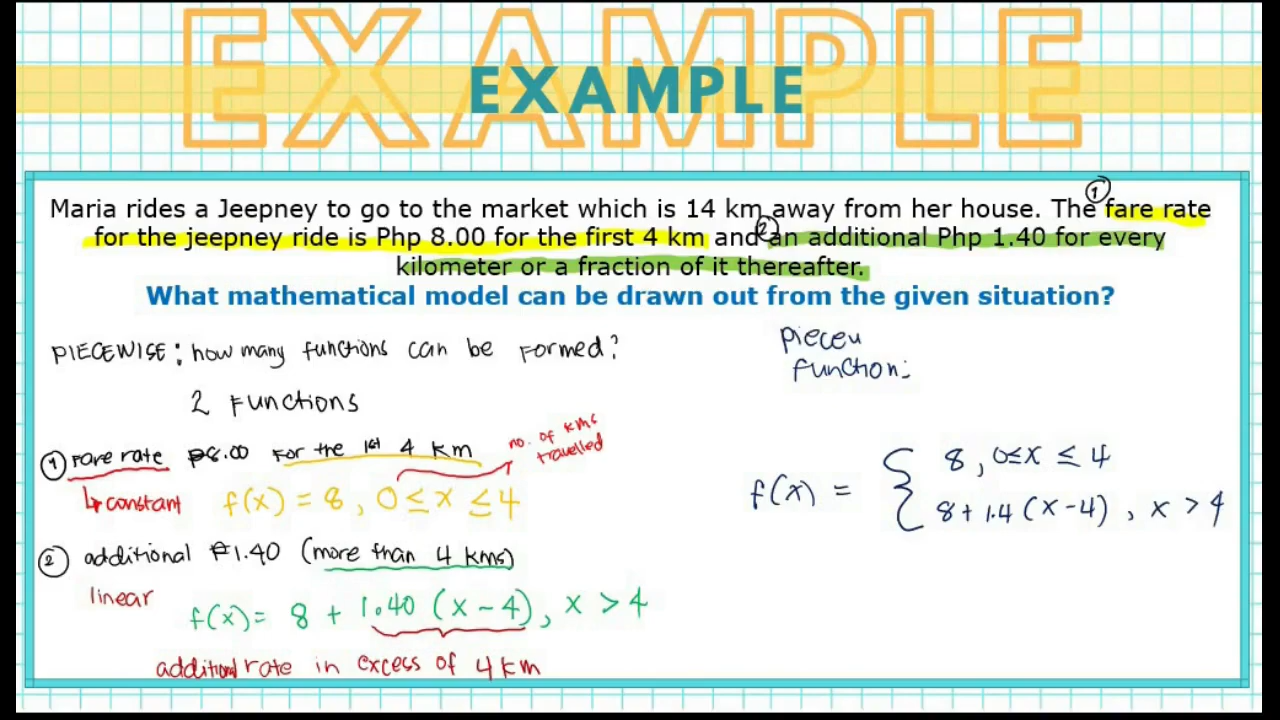 EXAMPLE
EXAMPLE
Maria rides a Jeepney to go to the market which is 14 km away from her house. The ① fare rate
for the jeepney ride is Php 8.00 for the first 4 km and ② an additional Php 1.40 for every
kilometer or a fraction of it thereafter.
What mathematical model can be drawn out from the given situation?
PIECEWISE: how many functions can be formed?
2 functions
① Fare rate ₱8.00 for the 1st 4 km
no. of kms
travelled
↳ constant f(x) = 8, 0 ≤ x ≤ 4
② additional ₱1.40 (more than 4 kms)
linear
f(x) = 8 + 1.40 (x - 4), x > 4
additional rate in excess of 4 km
piecew
function:
f(x) = { 8, 0 ≤ x ≤ 4
8 + 1.4 (x - 4), x > 4